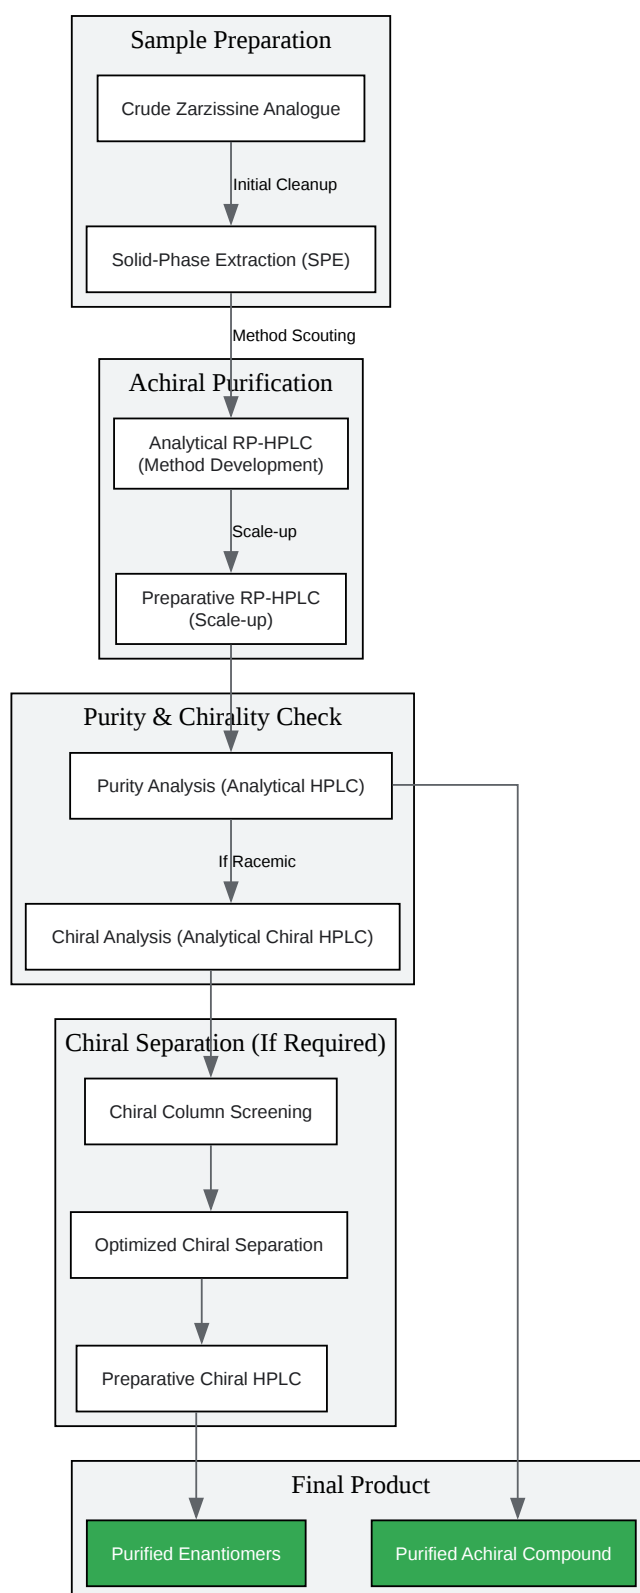 Sample Preparation
Crude Zarzissine Analogue
Initial Cleanup
Solid-Phase Extraction (SPE)
Method Scouting
Achiral Purification
Analytical RP-HPLC
(Method Development)
Scale-up
Preparative RP-HPLC
(Scale-up)
Purity & Chirality Check
Purity Analysis (Analytical HPLC)
If Racemic
Chiral Analysis (Analytical Chiral HPLC)
Chiral Separation (If Required)
Chiral Column Screening
Optimized Chiral Separation
Preparative Chiral HPLC
Final Product
Purified Enantiomers
Purified Achiral Compound